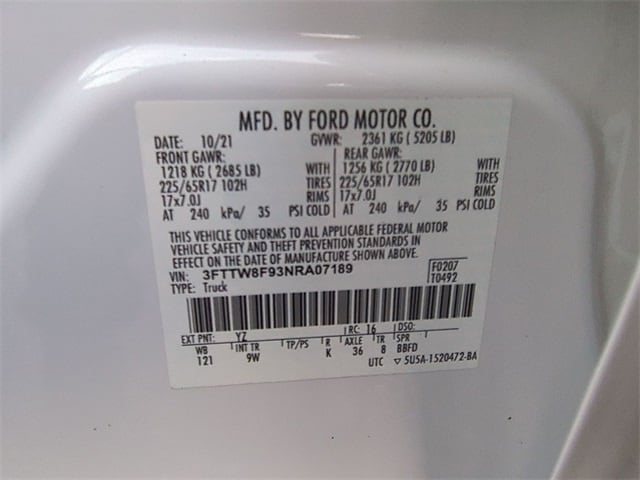 MFD. BY FORD MOTOR CO.
DATE: 10/21 GVWR: 2361 KG ( 5205 LB)
FRONT GAWR: REAR GAWR:
1218 KG ( 2685 LB) WITH 1256 KG ( 2770 LB) WITH
225/65R17 102H TIRES 225/65R17 102H TIRES
17x7.0J RIMS 17x7.0J RIMS
AT 240 kPa/ 35 PSI COLD AT 240 kPa/ 35 PSI COLD
THIS VEHICLE CONFORMS TO ALL APPLICABLE FEDERAL MOTOR
VEHICLE SAFETY AND THEFT PREVENTION STANDARDS IN
EFFECT ON THE DATE OF MANUFACTURE SHOWN ABOVE.
VIN: 3FTTW8F93NRA07189 F0207
TYPE: Truck T0492
EXT PNT: YZ RC: 16 DSO:
WB INT TR TP/PS R AXLE TR SPR
121 9W K 36 8 BBFD
UTC ▽ 5U5A-1520472-BA